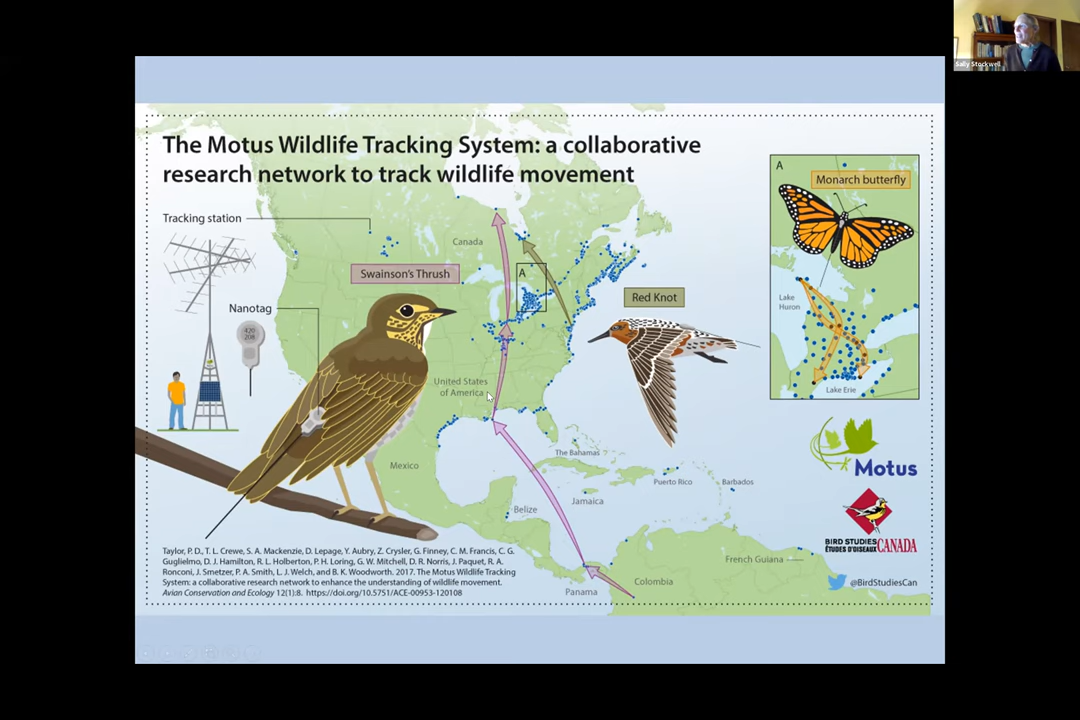 Sally Stockwell
The Motus Wildlife Tracking System: a collaborative
research network to track wildlife movement
A
Monarch butterfly
Tracking station
Canada
Swainson's Thrush
A
Red Knot
Lake
Huron
Nanotag
420
208
United States
of America
Lake Erie
Motus
Mexico
The Bahamas
Puerto Rico
Barbados
Jamaica
Belize
BIRD STUDIES
ÉTUDES D'OISEAUX CANADA
French Guiana
@BirdStudiesCan
Colombia
Panama
Taylor, P. D., T. L. Crewe, S. A. Mackenzie, D. Lepage, Y. Aubry, Z. Crysler, G. Finney, C. M. Francis, C. G.
Guglielmo, D. J. Hamilton, R. L. Holberton, P. H. Loring, G. W. Mitchell, D. R. Norris, J. Paquet, R. A.
Ronconi, J. Smetzer, P. A. Smith, L. J. Welch, and B. K. Woodworth. 2017. The Motus Wildlife Tracking
System: a collaborative research network to enhance the understanding of wildlife movement.
Avian Conservation and Ecology 12(1):8. https://doi.org/10.5751/ACE-00953-120108